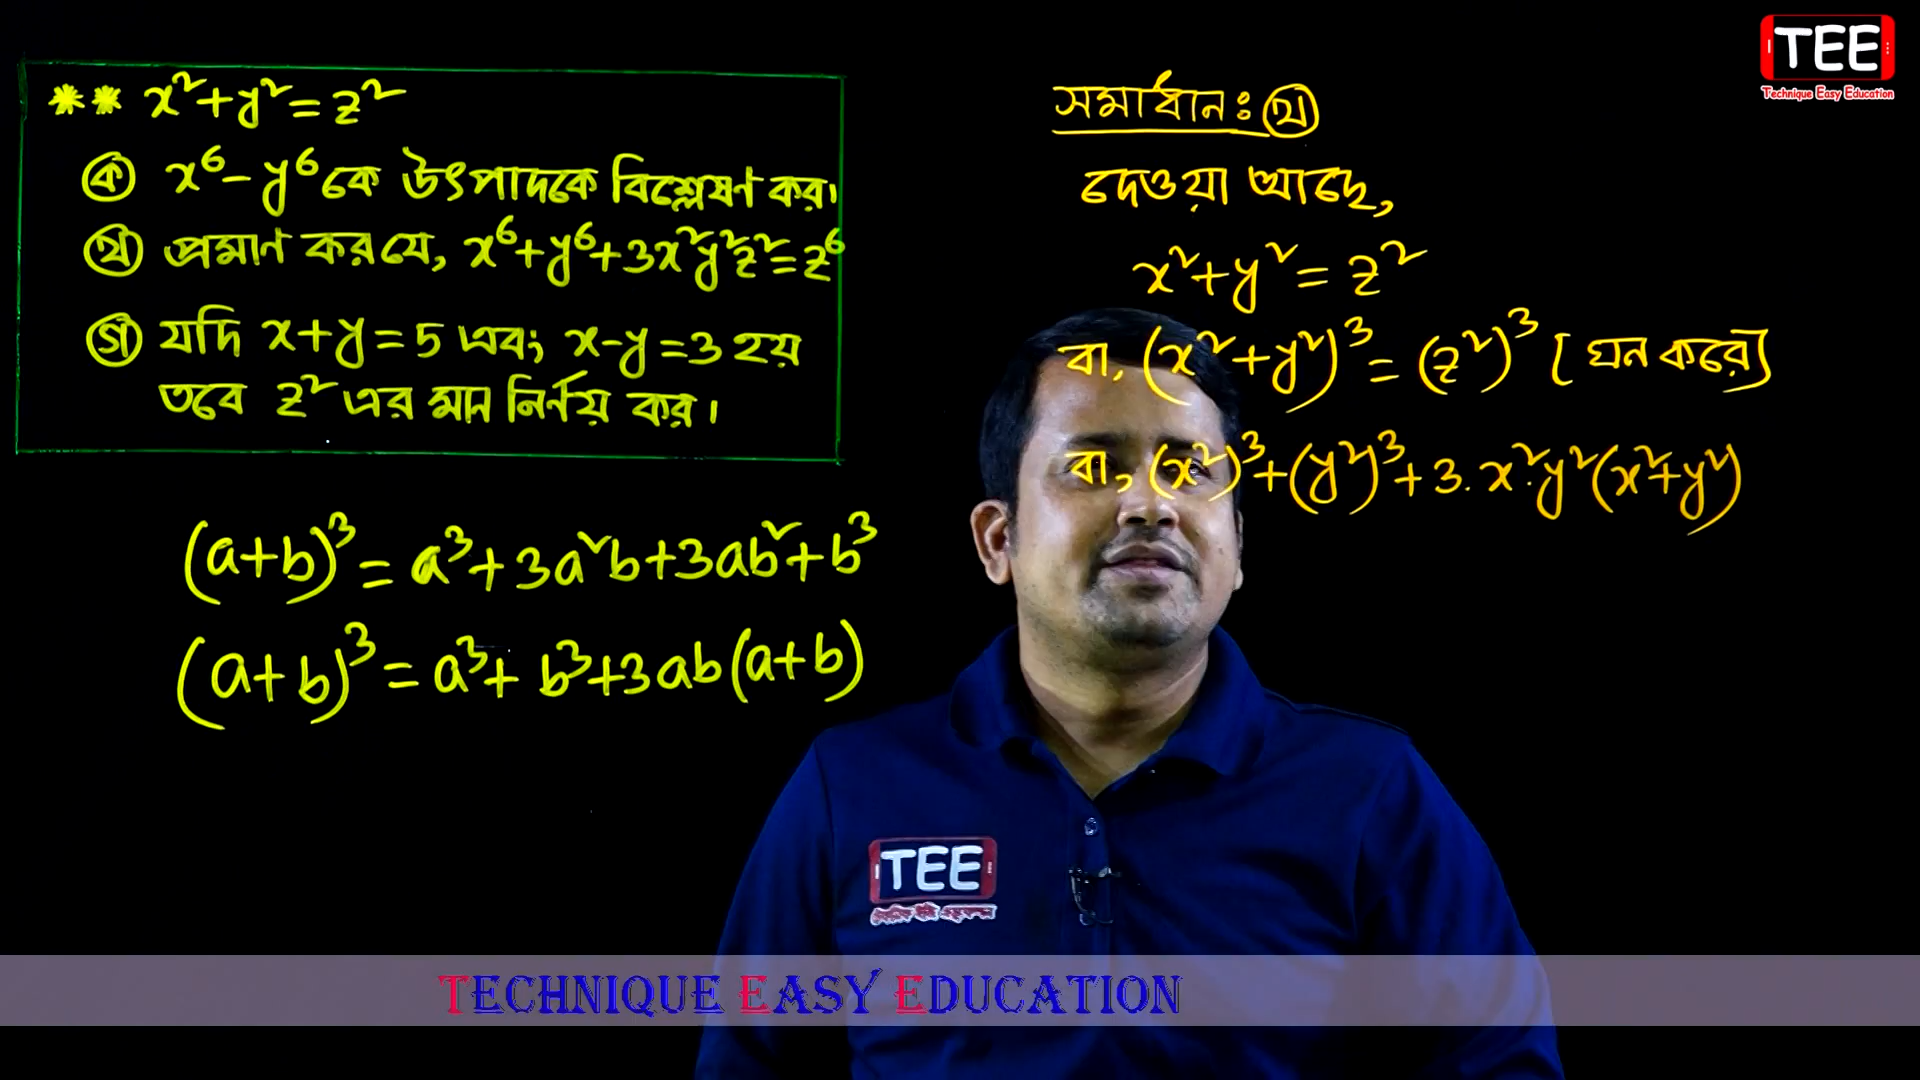 ** x²+y²=z²
ক x⁶-y⁶ কে উৎপাদকে বিশ্লেষণ কর।
খ প্রমাণ কর যে, x⁶+y⁶+3x²y²z²=z⁶
গ যদি x+y=5 এবং x-y=3 হয়
তবে z² এর মান নির্ণয় কর।
(a+b)³=a³+3a²b+3ab²+b³
(a+b)³=a³+b³+3ab(a+b)
সমাধান: খ
দেওয়া আছে,
x²+y²=z²
বা, (x²+y²)³=(z²)³ [ঘন করে]
বা, (x²)³+(y²)³+3.x².y²(x²+y²)
TEE
Technique Easy Education
TEE
TECHNIQUE EASY EDUCATION